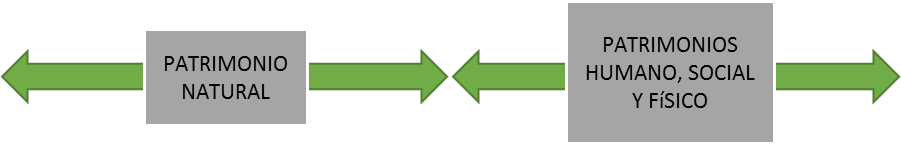 PATRIMONIO
NATURAL
PATRIMONIOS
HUMANO, SOCIAL
Y FíSICO